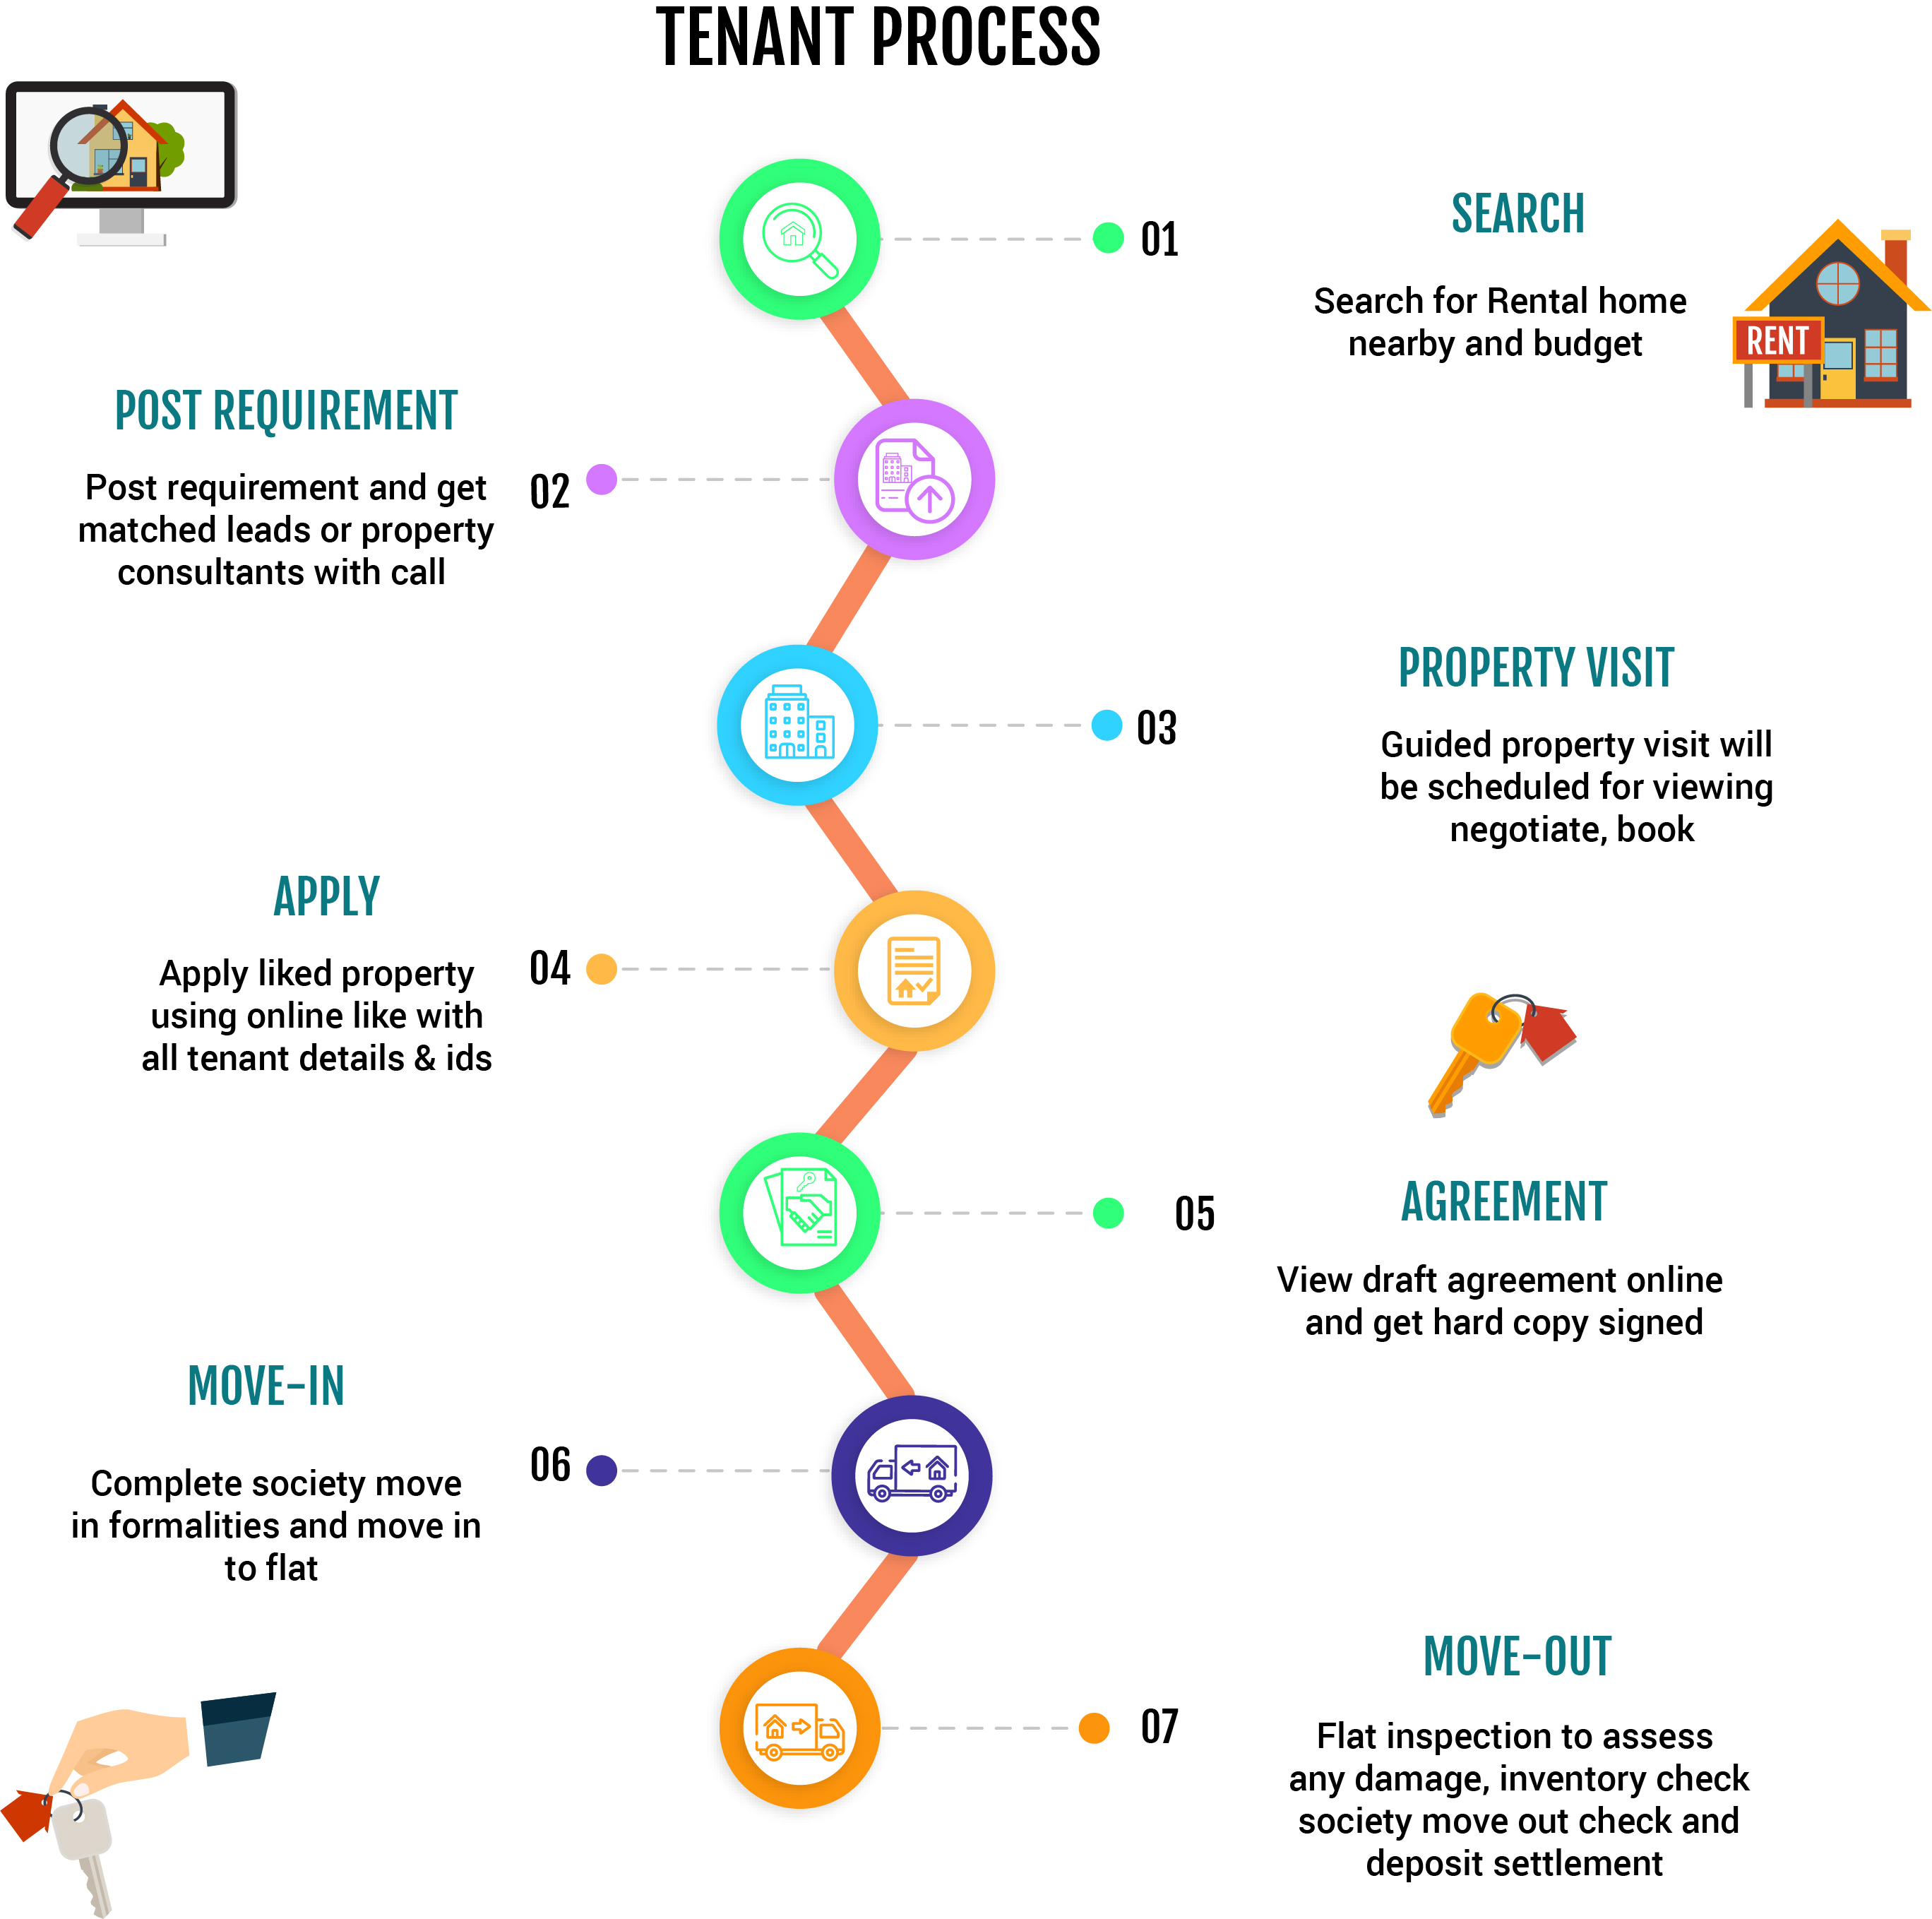 TENANT PROCESS
01
SEARCH
Search for Rental home
nearby and budget
RENT
POST REQUIREMENT
Post requirement and get
matched leads or property
consultants with call
02
03
PROPERTY VISIT
Guided property visit will
be scheduled for viewing
negotiate, book
APPLY
Apply liked property
using online like with
all tenant details & ids
04
05
AGREEMENT
View draft agreement online
and get hard copy signed
MOVE-IN
Complete society move
in formalities and move in
to flat
06
07
MOVE-OUT
Flat inspection to assess
any damage, inventory check
society move out check and
deposit settlement